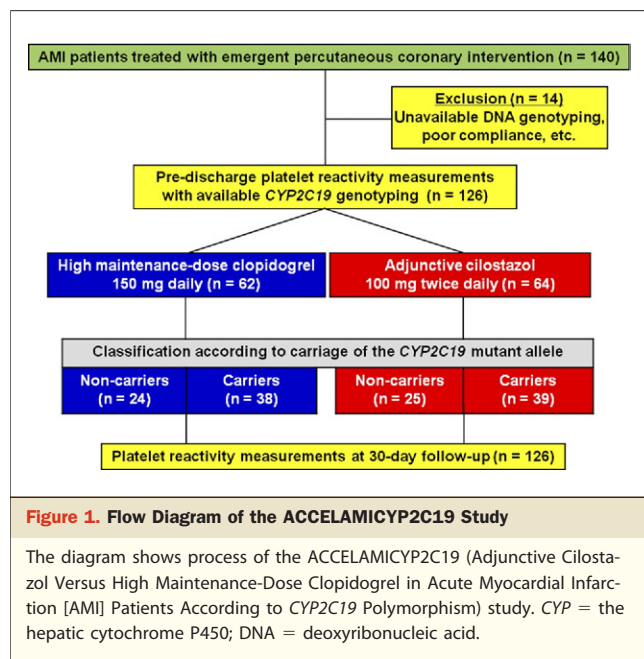 AMI patients treated with emergent percutaneous coronary intervention (n = 140)
Exclusion (n = 14)
Unavailable DNA genotyping,
poor compliance, etc.
Pre-discharge platelet reactivity measurements
with available CYP2C19 genotyping (n = 126)
High maintenance-dose clopidogrel
150 mg daily (n = 62)
Adjunctive cilostazol
100 mg twice daily (n = 64)
Classification according to carriage of the CYP2C19 mutant allele
Non-carriers
(n = 24)
Carriers
(n = 38)
Non-carriers
(n = 25)
Carriers
(n = 39)
Platelet reactivity measurements at 30-day follow-up (n = 126)
Figure 1. Flow Diagram of the ACCELAMICYP2C19 Study
The diagram shows process of the ACCELAMICYP2C19 (Adjunctive Cilosta-
zol Versus High Maintenance-Dose Clopidogrel in Acute Myocardial Infarc-
tion [AMI] Patients According to CYP2C19 Polymorphism) study. CYP = the
hepatic cytochrome P450; DNA = deoxyribonucleic acid.